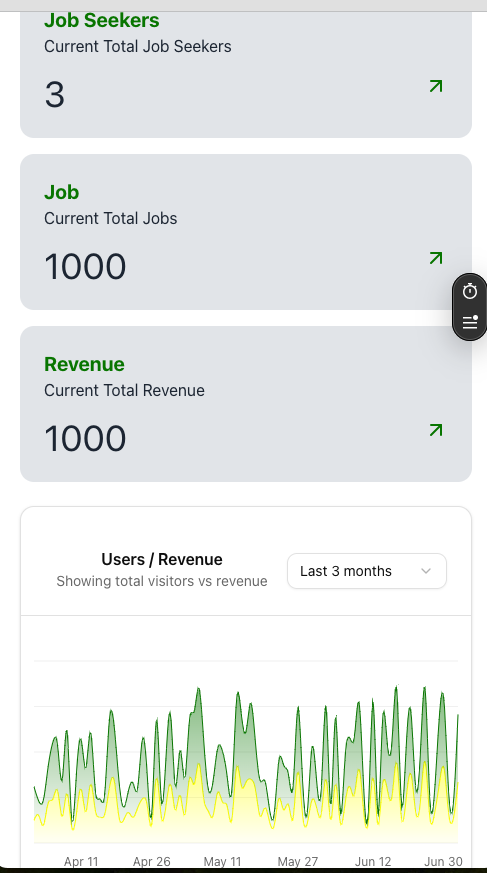 Job Seekers
Current Total Job Seekers
3
Job
Current Total Jobs
1000
Revenue
Current Total Revenue
1000
Users / Revenue
Showing total visitors vs revenue
Last 3 months
Apr 11 Apr 26 May 11 May 27 Jun 12 Jun 30